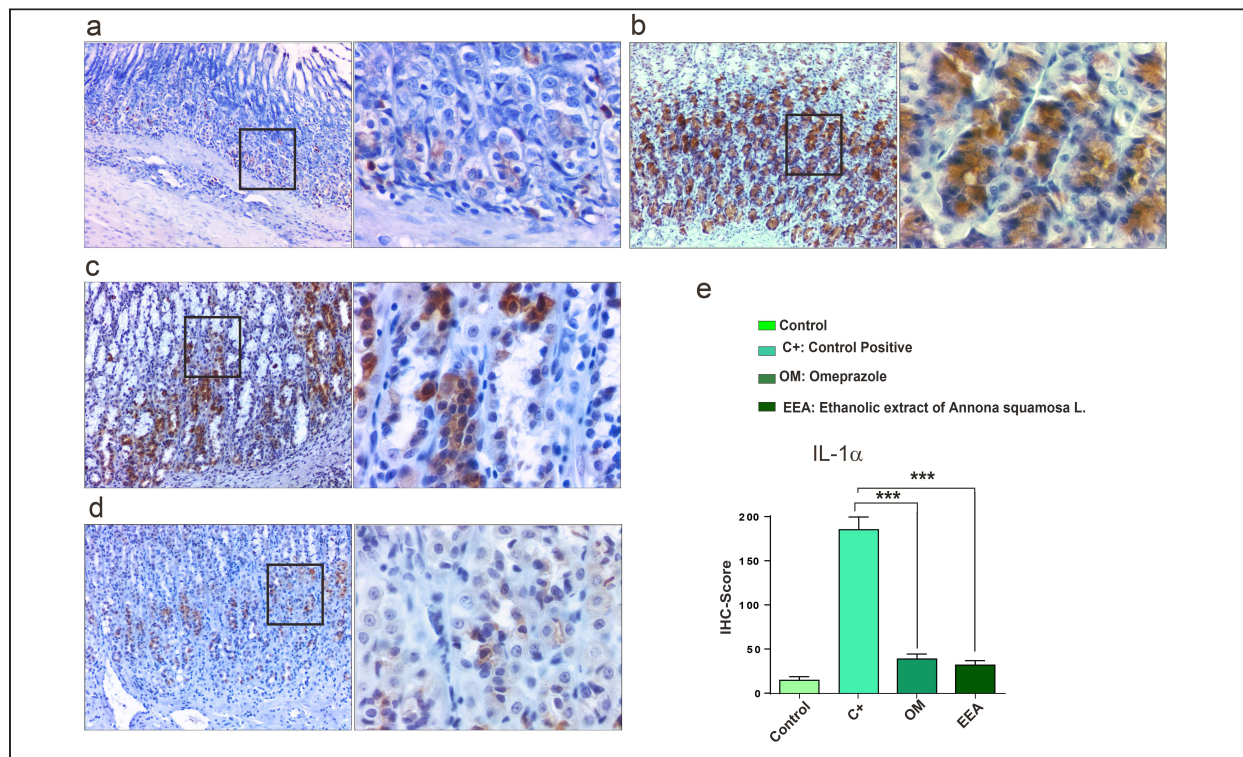 a
b
c
d
e
Control
C+: Control Positive
OM: Omeprazole
EEA: Ethanolic extract of Annona squamosa L.
IL-1α
***
***
200
150
100
50
0
IHC-Score
Control
C+
OM
EEA